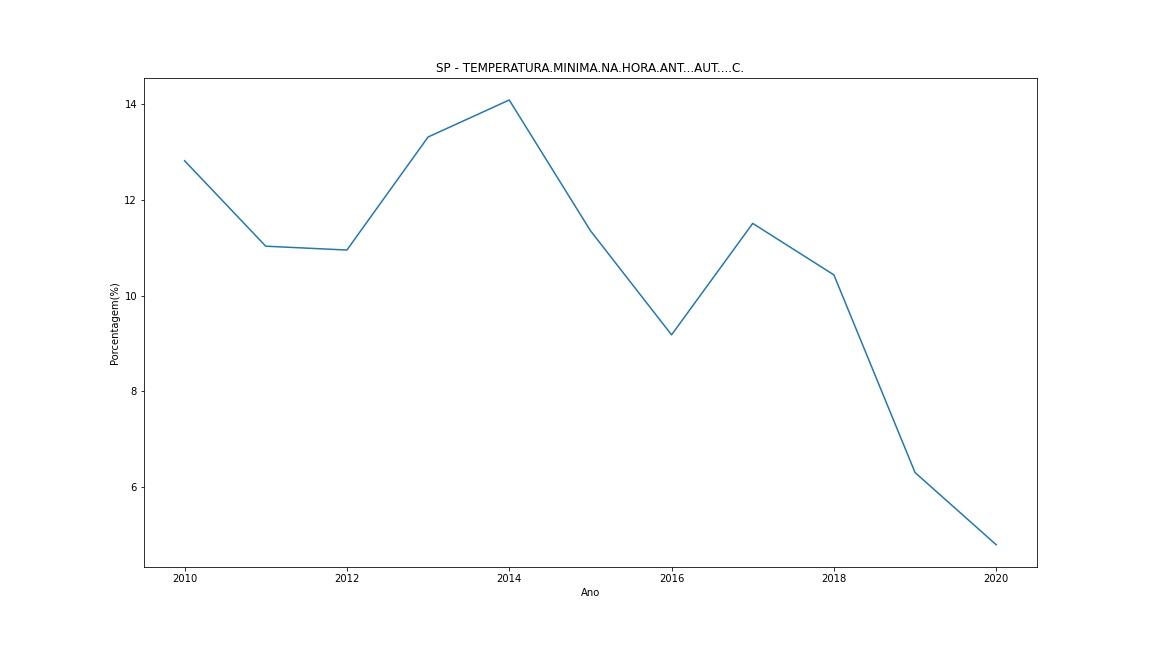 SP - TEMPERATURA.MINIMA.NA.HORA.ANT...AUT....C.
14
12
10
8
6
Porcentagem(%)
2010 2012 2014 2016 2018 2020
Ano